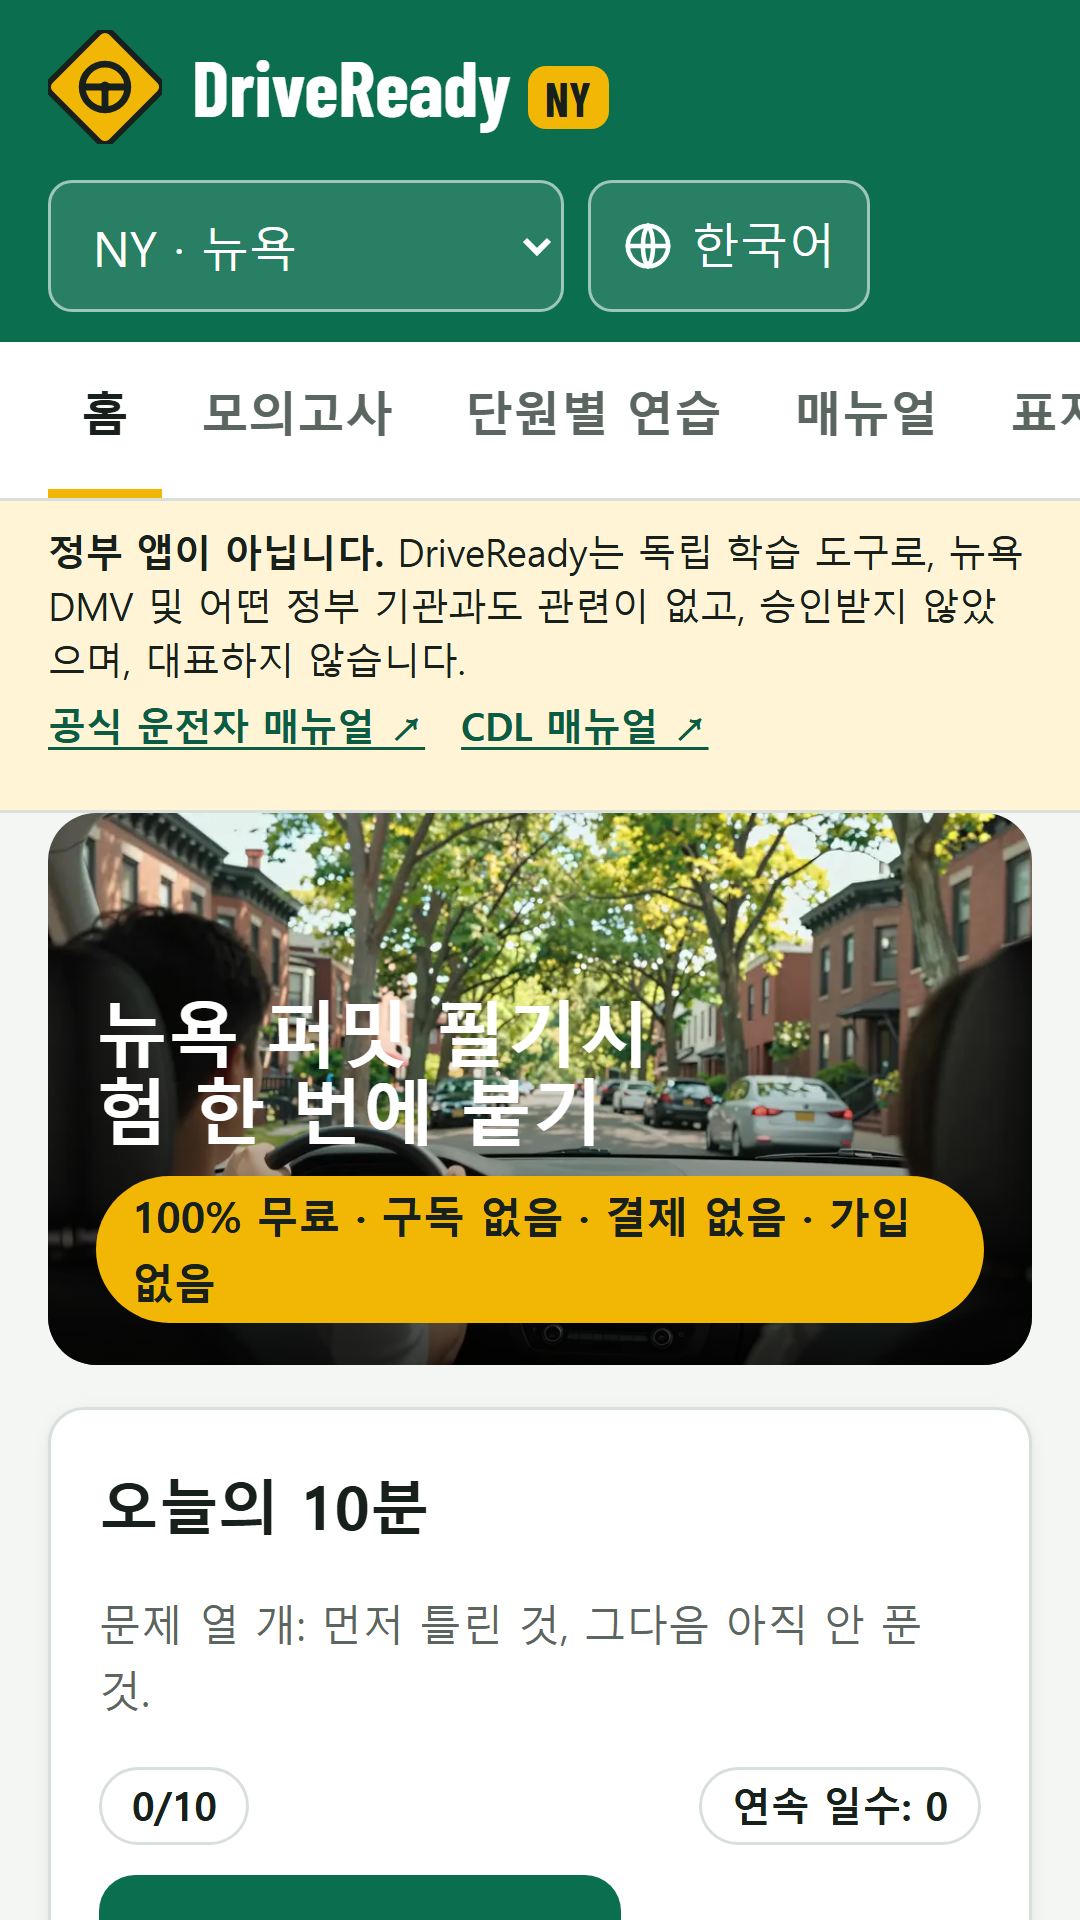 DriveReady NY
NY · 뉴욕
한국어
홈 모의고사 단원별 연습 매뉴얼
정부 앱이 아닙니다. DriveReady는 독립 학습 도구로, 뉴욕
DMV 및 어떤 정부 기관과도 관련이 없고, 승인받지 않았
으며, 대표하지 않습니다.
공식 운전자 매뉴얼 ↗ CDL 매뉴얼 ↗
뉴욕 퍼밋 필기시
험 한 번에 붙기
100% 무료 · 구독 없음 · 결제 없음 · 가입
없음
오늘의 10분
문제 열 개: 먼저 틀린 것, 그다음 아직 안 푼
것.
0/10
연속 일수: 0